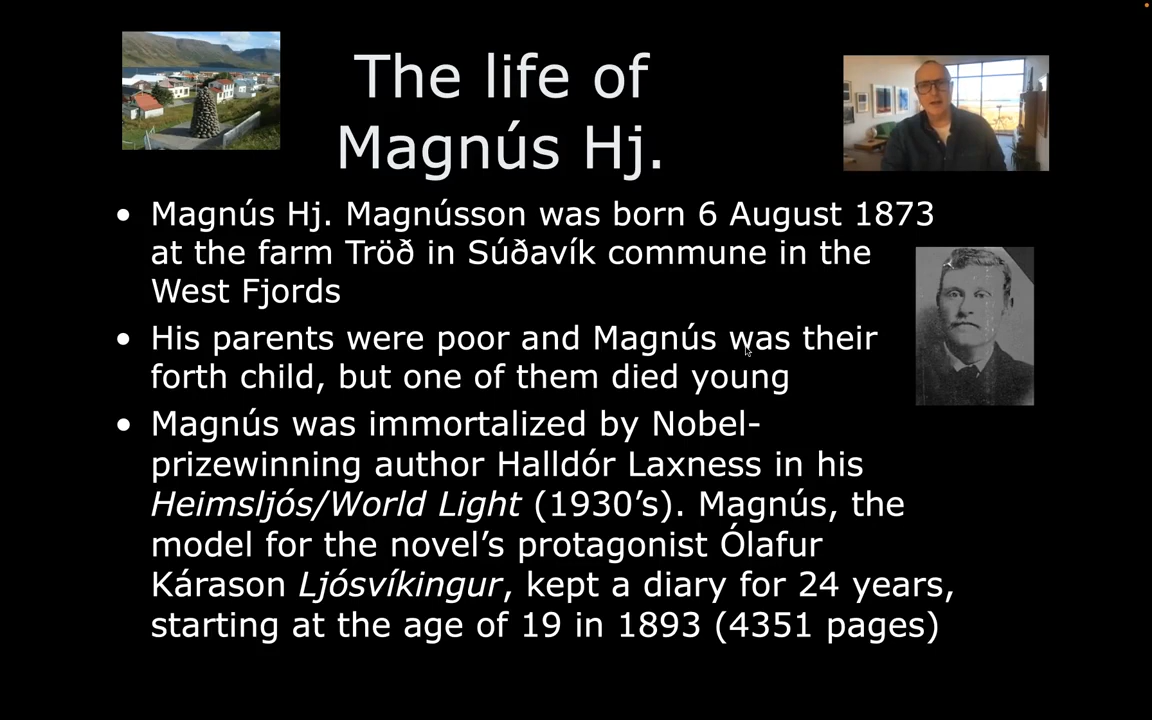 The life of
Magnús Hj.
• Magnús Hj. Magnússon was born 6 August 1873
at the farm Tröð in Súðavík commune in the
West Fjords
• His parents were poor and Magnús was their
forth child, but one of them died young
• Magnús was immortalized by Nobel-
prizewinning author Halldór Laxness in his
Heimsljós/World Light (1930’s). Magnús, the
model for the novel’s protagonist Ólafur
Kárason Ljósvíkingur, kept a diary for 24 years,
starting at the age of 19 in 1893 (4351 pages)